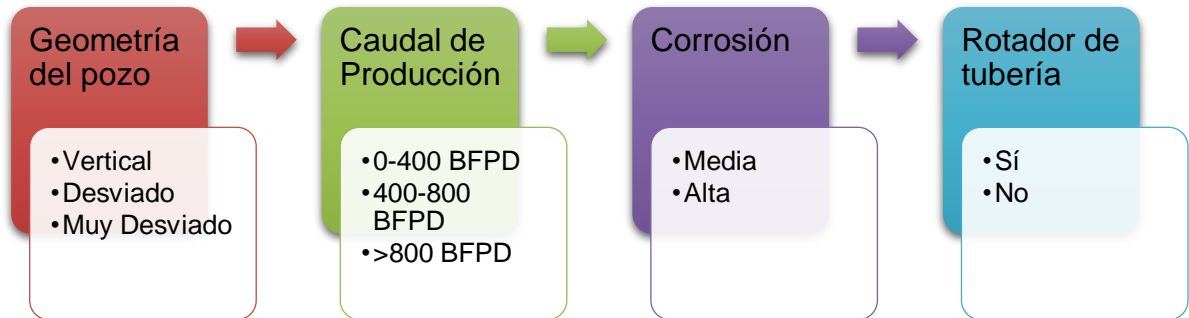 Geometría
del pozo
•Vertical
•Desviado
•Muy Desviado
Caudal de
Producción
•0-400 BFPD
•400-800
BFPD
•>800 BFPD
Corrosión
•Media
•Alta
Rotador de
tubería
•Sí
•No